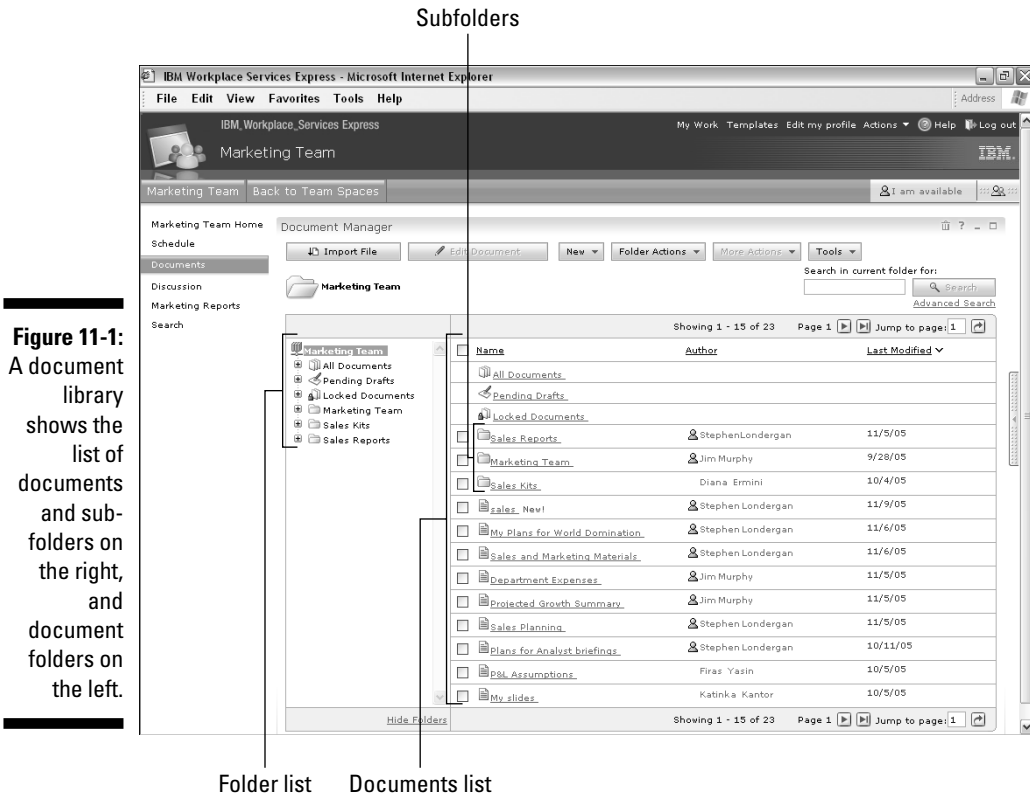 Subfolders
IBM Workplace Services Express - Microsoft Internet Explorer
File Edit View Favorites Tools Help
Address
IBM_Workplace_Services Express
My Work Templates Edit my profile Actions Help Log out
Marketing Team
IBM.
Marketing Team Back to Team Spaces
I am available
Marketing Team Home
Schedule
Documents
Discussion
Marketing Reports
Search
Document Manager
Import File Edit Document New Folder Actions More Actions Tools
Search in current folder for:
Marketing Team
Search
Advanced Search
Showing 1 - 15 of 23 Page 1 Jump to page: 1
Marketing Team
All Documents
Pending Drafts
Locked Documents
Marketing Team
Sales Kits
Sales Reports
Name Author Last Modified
All Documents
Pending Drafts
Locked Documents
Sales Reports StephenLondergan 11/5/05
Marketing Team Jim Murphy 9/28/05
Sales Kits Diana Ermini 10/4/05
sales New! Stephen Londergan 11/9/05
My Plans for World Domination Stephen Londergan 11/6/05
Sales and Marketing Materials Stephen Londergan 11/6/05
Department Expenses Jim Murphy 11/5/05
Projected Growth Summary Jim Murphy 11/5/05
Sales Planning Stephen Londergan 11/5/05
Plans for Analyst briefings Stephen Londergan 10/11/05
P&L Assumptions Firas Yasin 10/5/05
My slides Katinka Kantor 10/5/05
Hide Folders
Showing 1 - 15 of 23 Page 1 Jump to page: 1
Figure 11-1:
A document
library
shows the
list of
documents
and sub-
folders on
the right,
and
document
folders on
the left.
Folder list Documents list